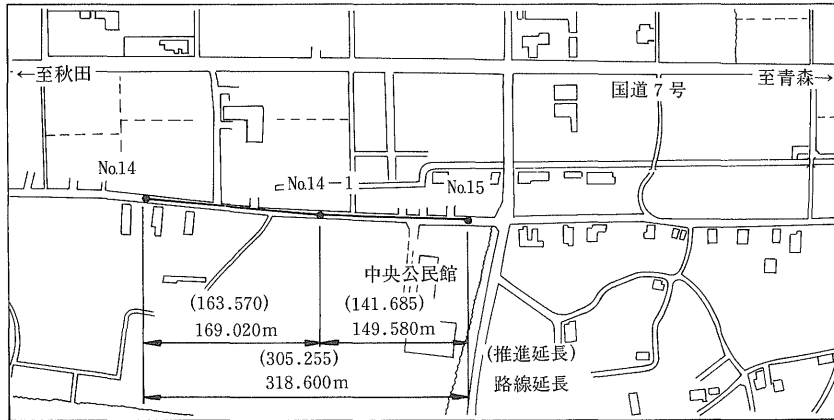 ←至秋田
至青森→
国道7号
No.14
No.14−1
No.15
中央公民館
(163.570)
(141.685)
169.020m
149.580m
(305.255)
(推進延長)
318.600m
路線延長